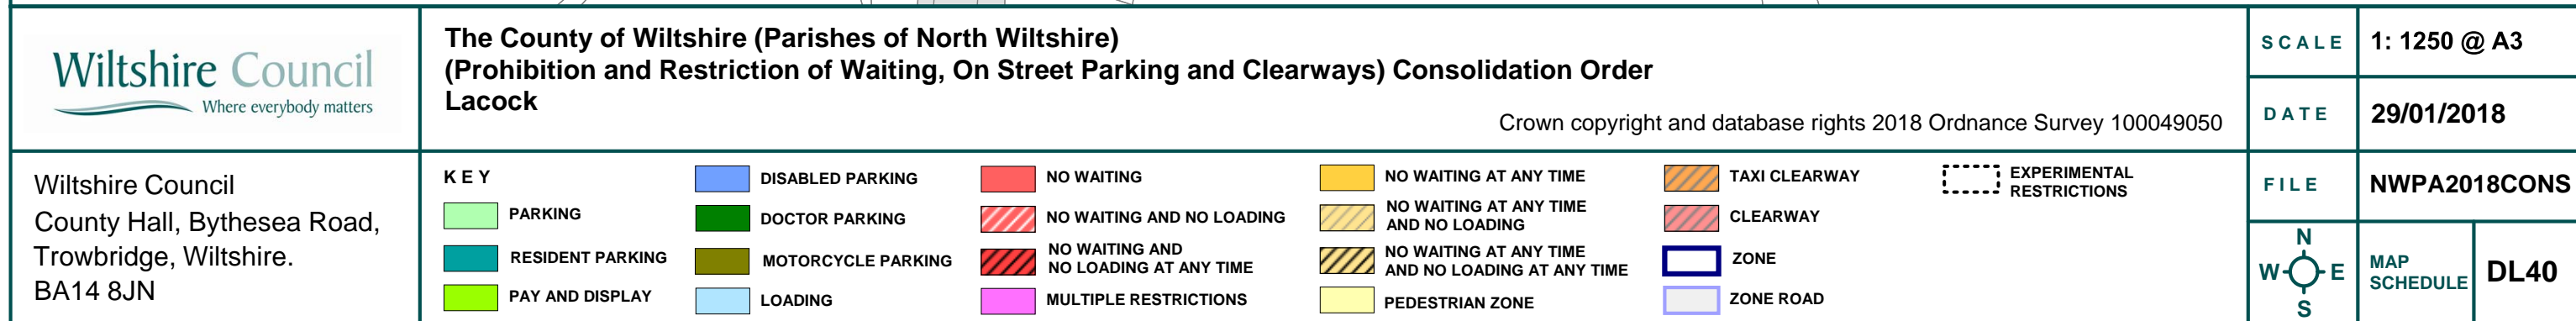 Wiltshire Council
Where everybody matters
The County of Wiltshire (Parishes of North Wiltshire)
(Prohibition and Restriction of Waiting, On Street Parking and Clearways) Consolidation Order
Lacock
Crown copyright and database rights 2018 Ordnance Survey 100049050
SCALE
1: 1250 @ A3
DATE
29/01/2018
FILE
NWPA2018CONS
N
W E
S
MAP
SCHEDULE
DL40
Wiltshire Council
County Hall, Bythesea Road,
Trowbridge, Wiltshire.
BA14 8JN
KEY
PARKING
RESIDENT PARKING
PAY AND DISPLAY
DISABLED PARKING
DOCTOR PARKING
MOTORCYCLE PARKING
LOADING
NO WAITING
NO WAITING AND NO LOADING
NO WAITING AND
NO LOADING AT ANY TIME
MULTIPLE RESTRICTIONS
NO WAITING AT ANY TIME
NO WAITING AT ANY TIME
AND NO LOADING
NO WAITING AT ANY TIME
AND NO LOADING AT ANY TIME
PEDESTRIAN ZONE
TAXI CLEARWAY
CLEARWAY
ZONE
ZONE ROAD
EXPERIMENTAL
RESTRICTIONS